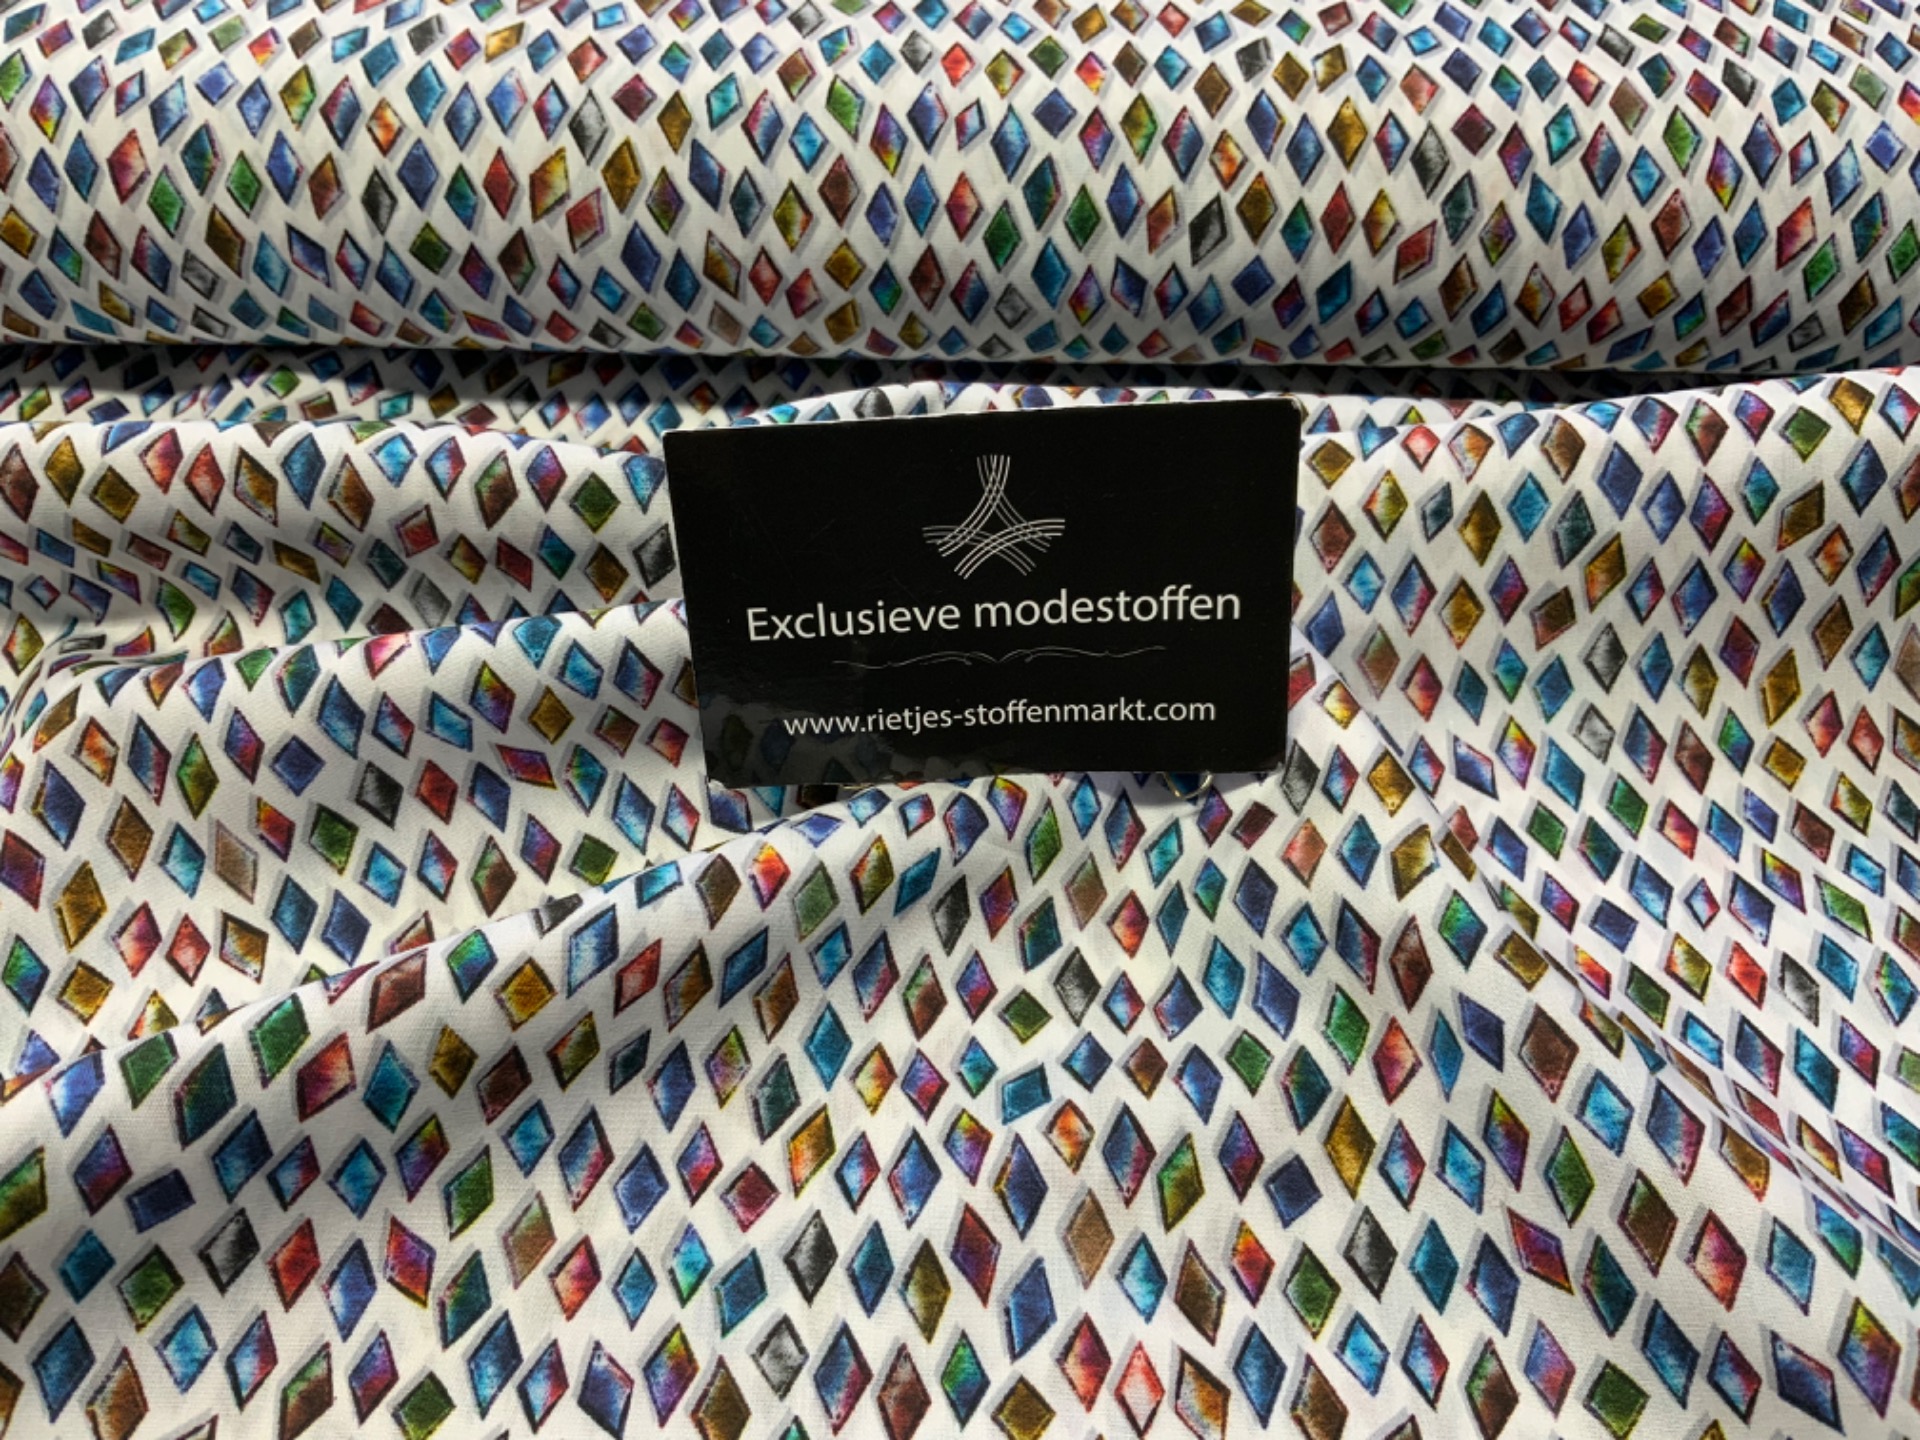 Exclusieve modestoffen
www.rietjes-stoffenmarkt.com